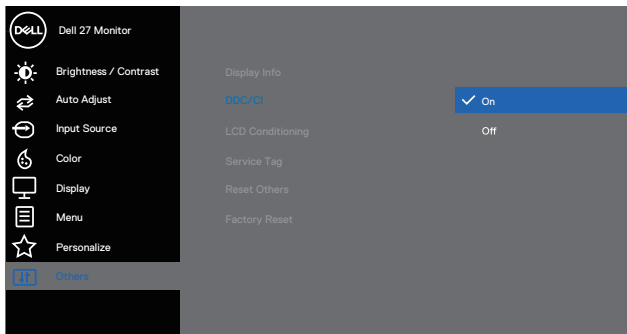 DELL
Dell 27 Monitor
Brightness / Contrast
Auto Adjust
Input Source
Color
Display
Menu
Personalize
Others
Display Info
DDC/CI
LCD Conditioning
Service Tag
Reset Others
Factory Reset
On
Off